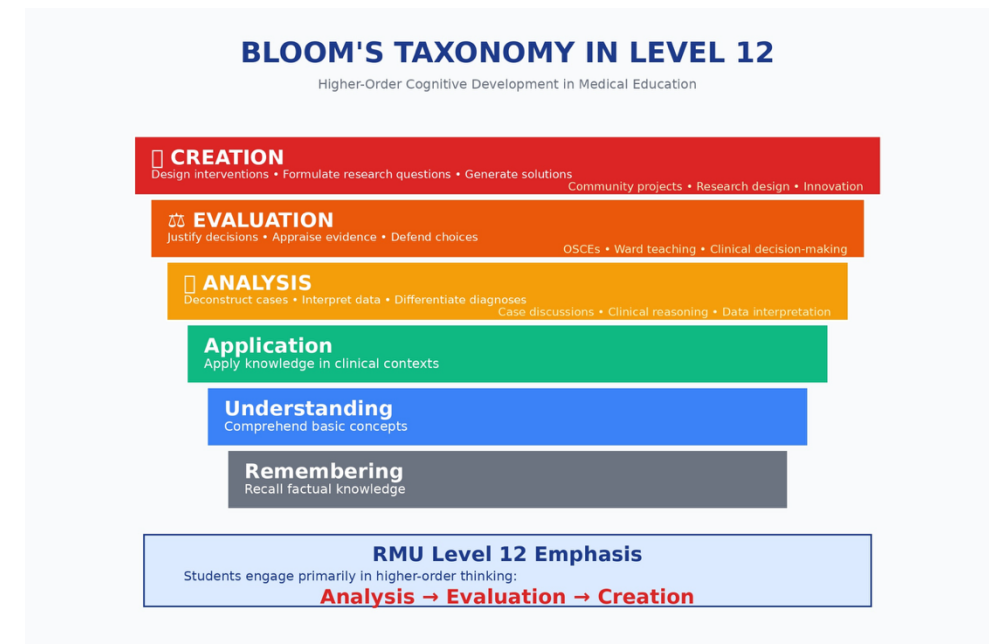 BLOOM'S TAXONOMY IN LEVEL 12
Higher-Order Cognitive Development in Medical Education
CREATION
Design interventions • Formulate research questions • Generate solutions
Community projects • Research design • Innovation
⚖ EVALUATION
Justify decisions • Appraise evidence • Defend choices
OSCEs • Ward teaching • Clinical decision-making
ANALYSIS
Deconstruct cases • Interpret data • Differentiate diagnoses
Case discussions • Clinical reasoning • Data interpretation
Application
Apply knowledge in clinical contexts
Understanding
Comprehend basic concepts
Remembering
Recall factual knowledge
RMU Level 12 Emphasis
Students engage primarily in higher-order thinking:
Analysis → Evaluation → Creation